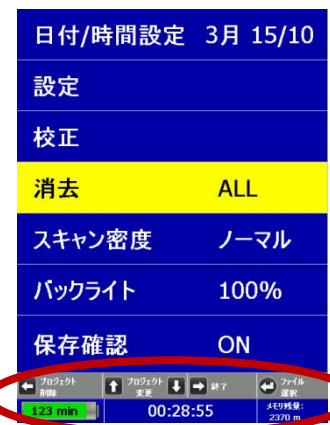 日付/時間設定 3月 15/10
設定
校正
消去 ALL
スキャン密度 ノーマル
バックライト 100%
保存確認 ON
← プロジェクト 削除 ↑ プロジェクト 変更 ↓ → 終了 ↵ ファイル 選択
123 min 00:28:55 メモリ残量: 2370 m